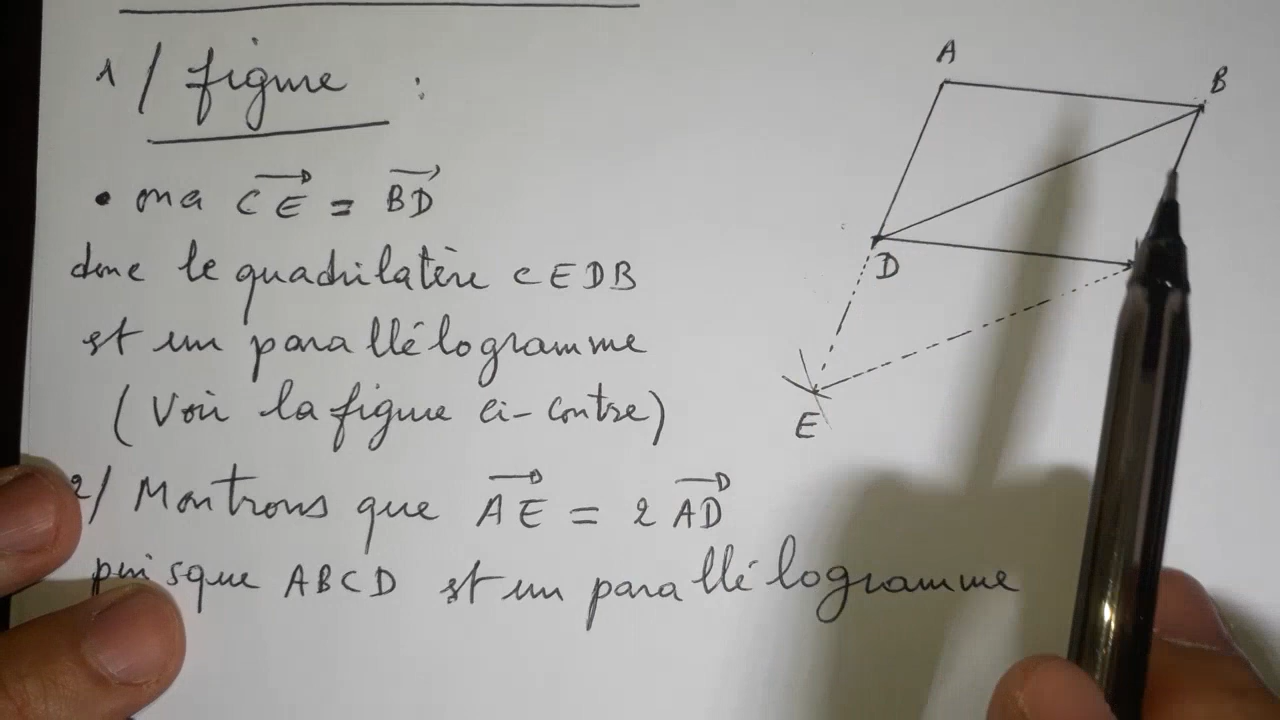 1/ figure :
• on a CE = BD
donc le quadrilatère CEDB
est un parallélogramme
(Voir la figure ci-contre)
2/ Montrons que AE = 2 AD
puisque ABCD est un parallélogramme
A
B
D
E